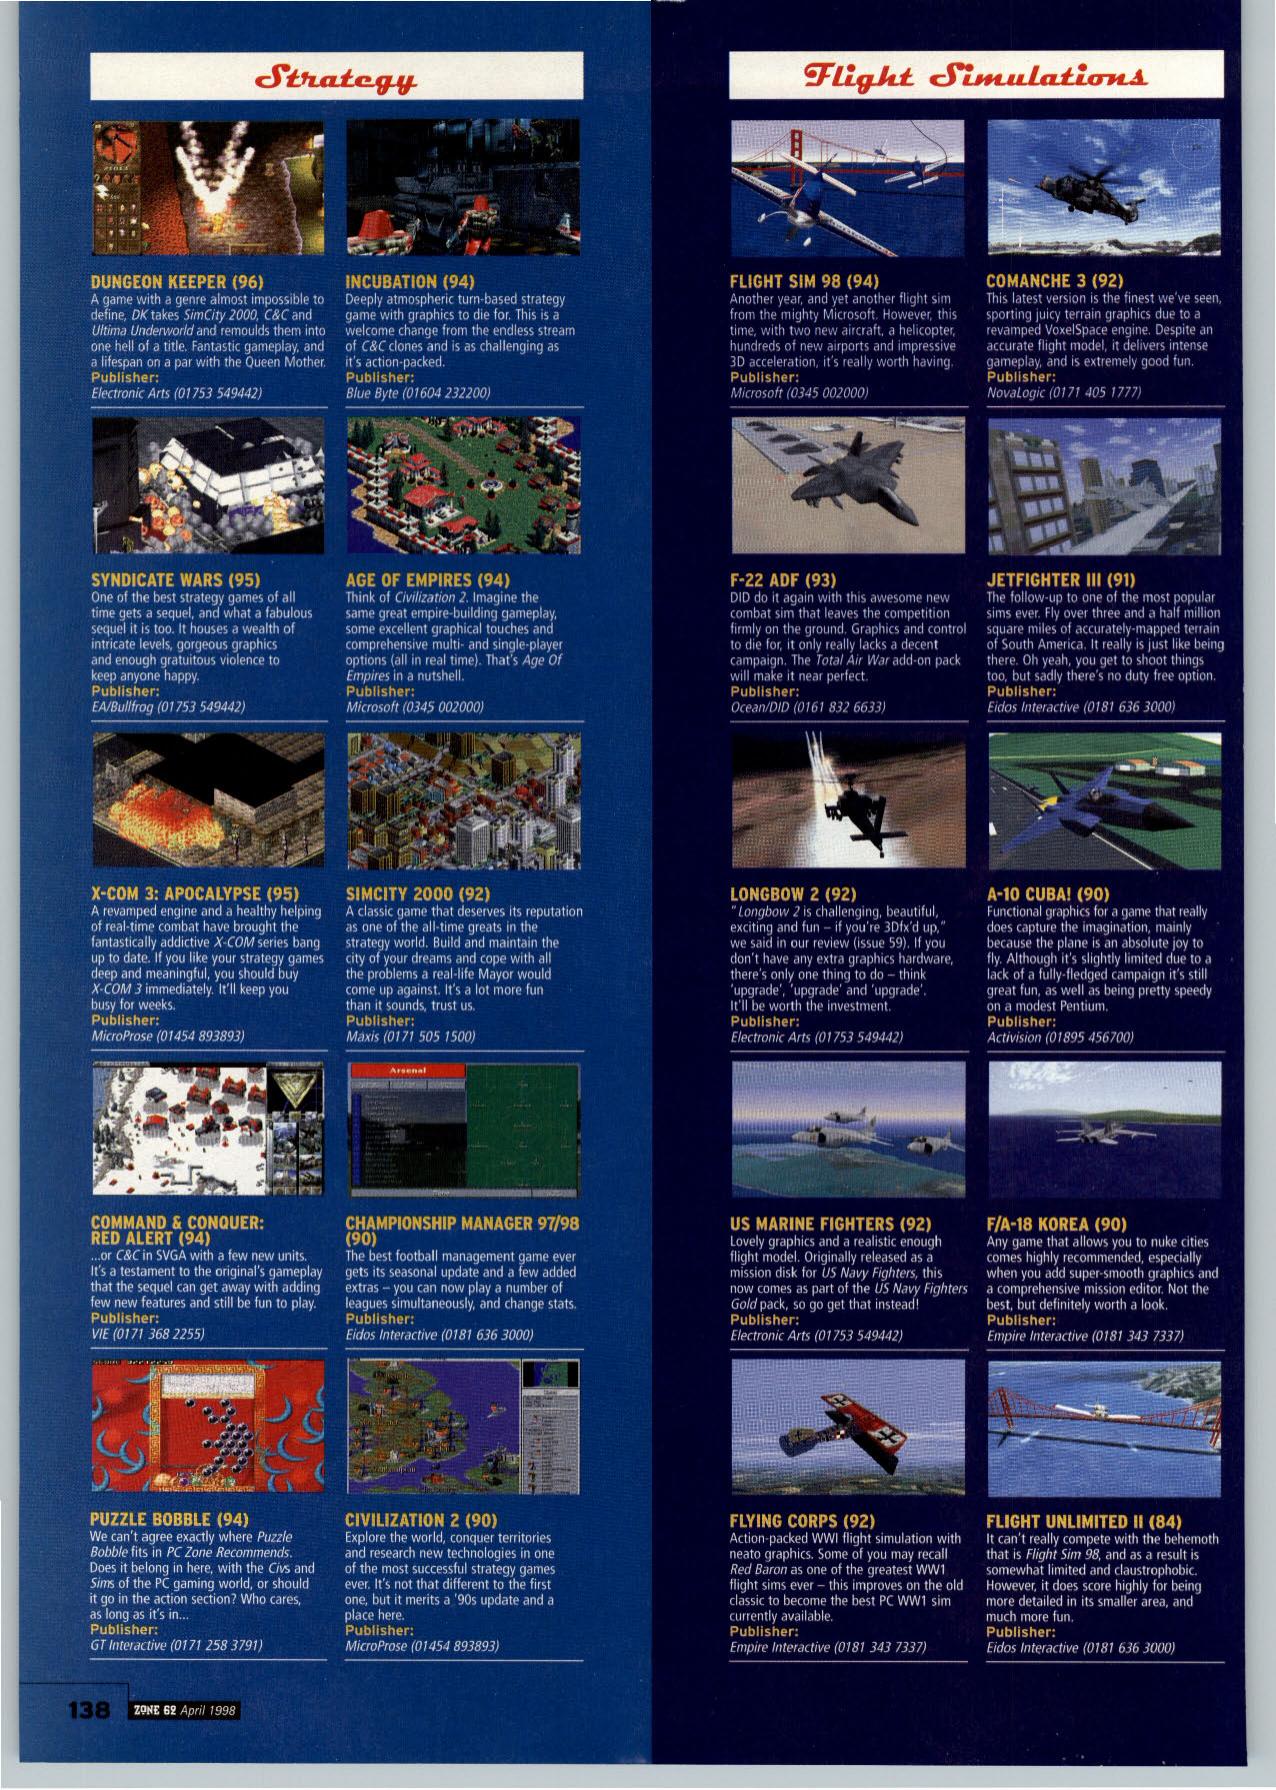 Strategy
DUNGEON KEEPER (96)
A game with a genre almost impossible to
define, DK takes SimCity 2000, C&C and
Ultima Underworld and remoulds them into
one hell of a title. Fantastic gameplay, and
a lifespan on a par with the Queen Mother.
Publisher:
Electronic Arts (01753 549442)
INCUBATION (94)
Deeply atmospheric turn-based strategy
game with graphics to die for. This is a
welcome change from the endless stream
of C&C clones and is as challenging as
it's action-packed.
Publisher:
Blue Byte (01604 232200)
SYNDICATE WARS (95)
One of the best strategy games of all
time gets a sequel, and what a fabulous
sequel it is too. It houses a wealth of
intricate levels, gorgeous graphics
and enough gratuitous violence to
keep anyone happy.
Publisher:
EA/Bullfrog (01753 549442)
AGE OF EMPIRES (94)
Think of Civilization 2. Imagine the
same great empire-building gameplay,
some excellent graphical touches and
comprehensive multi- and single-player
options (all in real time). That's Age Of
Empires in a nutshell.
Publisher:
Microsoft (0345 002000)
X-COM 3: APOCALYPSE (95)
A revamped engine and a healthy helping
of real-time combat have brought the
fantastically addictive X-COM series bang
up to date. If you like your strategy games
deep and meaningful, you should buy
X-COM 3 immediately. It'll keep you
busy for weeks.
Publisher:
MicroProse (01454 893893)
SIMCITY 2000 (92)
A classic game that deserves its reputation
as one of the all-time greats in the
strategy world. Build and maintain the
city of your dreams and cope with all
the problems a real-life Mayor would
come up against. It's a lot more fun
than it sounds, trust us.
Publisher:
Maxis (0171 505 1500)
Arsenal
COMMAND & CONQUER:
RED ALERT (94)
...or C&C in SVGA with a few new units.
It's a testament to the original's gameplay
that the sequel can get away with adding
few new features and still be fun to play.
Publisher:
VIE (0171 368 2255)
CHAMPIONSHIP MANAGER 97/98
(90)
The best football management game ever
gets its seasonal update and a few added
extras – you can now play a number of
leagues simultaneously, and change stats.
Publisher:
Eidos Interactive (0181 636 3000)
PUZZLE BOBBLE (94)
We can't agree exactly where Puzzle
Bobble fits in PC Zone Recommends.
Does it belong in here, with the Civs and
Sims of the PC gaming world, or should
it go in the action section? Who cares,
as long as it's in...
Publisher:
GT Interactive (0171 258 3791)
CIVILIZATION 2 (90)
Explore the world, conquer territories
and research new technologies in one
of the most successful strategy games
ever. It's not that different to the first
one, but it merits a '90s update and a
place here.
Publisher:
MicroProse (01454 893893)
Flight Simulations
FLIGHT SIM 98 (94)
Another year, and yet another flight sim
from the mighty Microsoft. However, this
time, with two new aircraft, a helicopter,
hundreds of new airports and impressive
3D acceleration, it's really worth having.
Publisher:
Microsoft (0345 002000)
COMANCHE 3 (92)
This latest version is the finest we've seen,
sporting juicy terrain graphics due to a
revamped VoxelSpace engine. Despite an
accurate flight model, it delivers intense
gameplay, and is extremely good fun.
Publisher:
NovaLogic (0171 405 1777)
F-22 ADF (93)
DID do it again with this awesome new
combat sim that leaves the competition
firmly on the ground. Graphics and control
to die for, it only really lacks a decent
campaign. The Total Air War add-on pack
will make it near perfect.
Publisher:
Ocean/DID (0161 832 6633)
JETFIGHTER III (91)
The follow-up to one of the most popular
sims ever. Fly over three and a half million
square miles of accurately-mapped terrain
of South America. It really is just like being
there. Oh yeah, you get to shoot things
too, but sadly there's no duty free option.
Publisher:
Eidos Interactive (0181 636 3000)
LONGBOW 2 (92)
"Longbow 2 is challenging, beautiful,
exciting and fun – if you're 3Dfx'd up,"
we said in our review (issue 59). If you
don't have any extra graphics hardware,
there's only one thing to do – think
'upgrade', 'upgrade' and 'upgrade'.
It'll be worth the investment.
Publisher:
Electronic Arts (01753 549442)
A-10 CUBA! (90)
Functional graphics for a game that really
does capture the imagination, mainly
because the plane is an absolute joy to
fly. Although it's slightly limited due to a
lack of a fully-fledged campaign it's still
great fun, as well as being pretty speedy
on a modest Pentium.
Publisher:
Activision (01895 456700)
US MARINE FIGHTERS (92)
Lovely graphics and a realistic enough
flight model. Originally released as a
mission disk for US Navy Fighters, this
now comes as part of the US Navy Fighters
Gold pack, so go get that instead!
Publisher:
Electronic Arts (01753 549442)
F/A-18 KOREA (90)
Any game that allows you to nuke cities
comes highly recommended, especially
when you add super-smooth graphics and
a comprehensive mission editor. Not the
best, but definitely worth a look.
Publisher:
Empire Interactive (0181 343 7337)
FLYING CORPS (92)
Action-packed WWI flight simulation with
neato graphics. Some of you may recall
Red Baron as one of the greatest WW1
flight sims ever – this improves on the old
classic to become the best PC WW1 sim
currently available.
Publisher:
Empire Interactive (0181 343 7337)
FLIGHT UNLIMITED II (84)
It can't really compete with the behemoth
that is Flight Sim 98, and as a result is
somewhat limited and claustrophobic.
However, it does score highly for being
more detailed in its smaller area, and
much more fun.
Publisher:
Eidos Interactive (0181 636 3000)
138 ZONE 62 April 1998